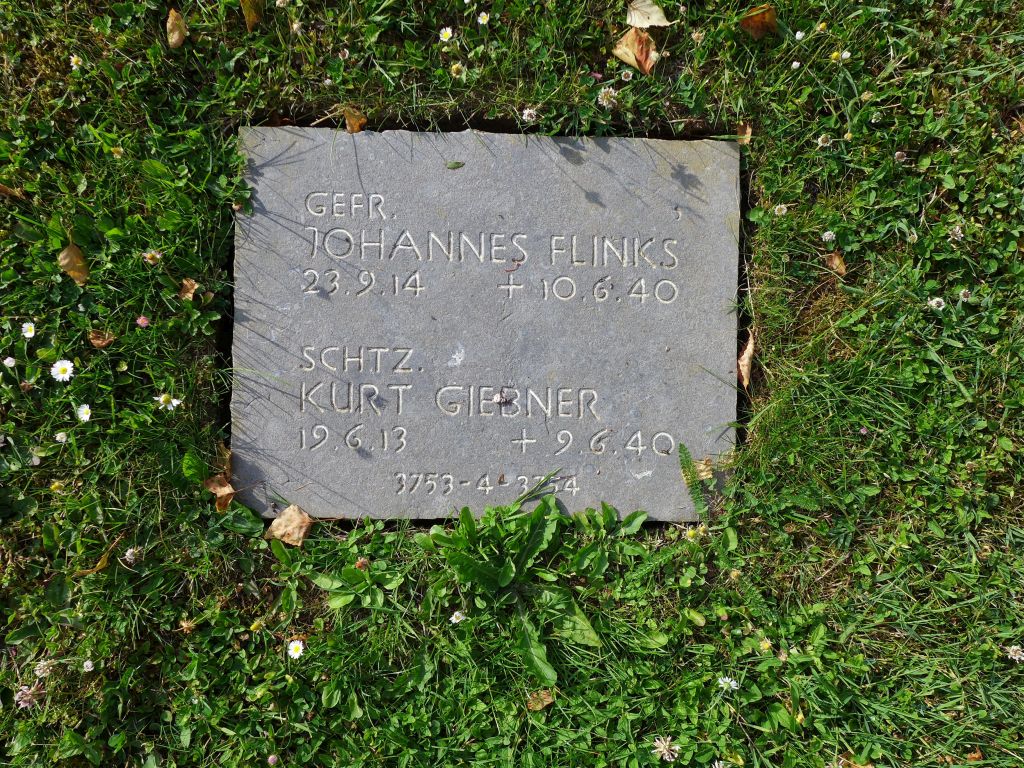 GEFR.
JOHANNES FLINKS
23.9.14 + 10.6.40
SCHTZ.
KURT GIEBNER
19.6.13 + 9.6.40
3753-4-3754